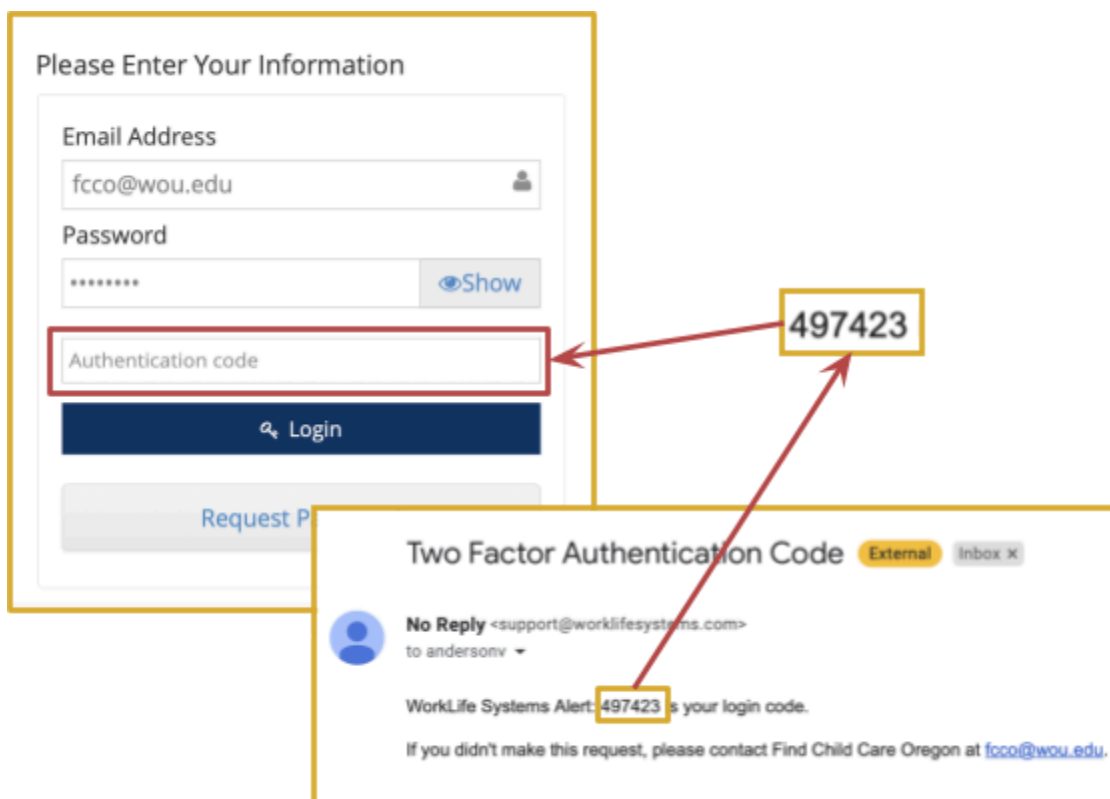 Please Enter Your Information
Email Address
fcco@wou.edu
Password
Show
Authentication code
Login
Request P
497423
Two Factor Authentication Code External Inbox ×
No Reply <support@worklifesystems.com>
to andersonv
WorkLife Systems Alert: 497423 is your login code.
If you didn't make this request, please contact Find Child Care Oregon at fcco@wou.edu.